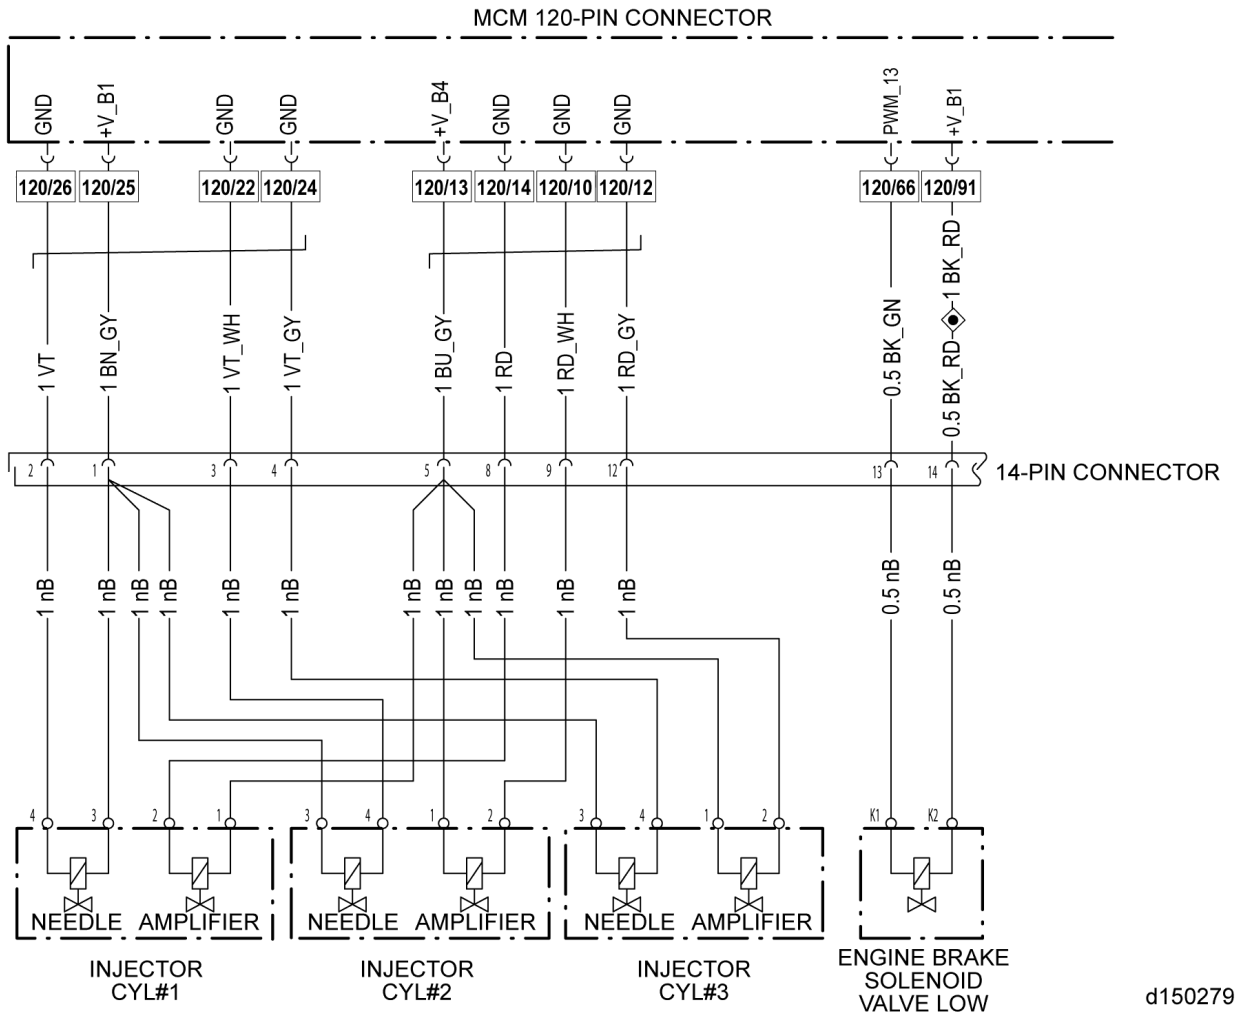 MCM 120-PIN CONNECTOR
GND
+V_B1
GND
GND
+V_B4
GND
GND
GND
PWM_13
+V_B1
120/26
120/25
120/22
120/24
120/13
120/14
120/10
120/12
120/66
120/91
1 VT
1 BN_GY
1 VT_WH
1 VT_GY
1 BU_GY
1 RD
1 RD_WH
1 RD_GY
0.5 BK_GN
1 BK_RD
0.5 BK_RD
2
1
3
4
5
8
9
12
13
14
14-PIN CONNECTOR
1 nB
1 nB
1 nB
1 nB
1 nB
1 nB
1 nB
1 nB
1 nB
1 nB
1 nB
1 nB
0.5 nB
0.5 nB
4
3
2
1
3
4
1
2
3
4
1
2
K1
K2
NEEDLE
AMPLIFIER
NEEDLE
AMPLIFIER
NEEDLE
AMPLIFIER
INJECTOR
CYL#1
INJECTOR
CYL#2
INJECTOR
CYL#3
ENGINE BRAKE
SOLENOID
VALVE LOW
d150279